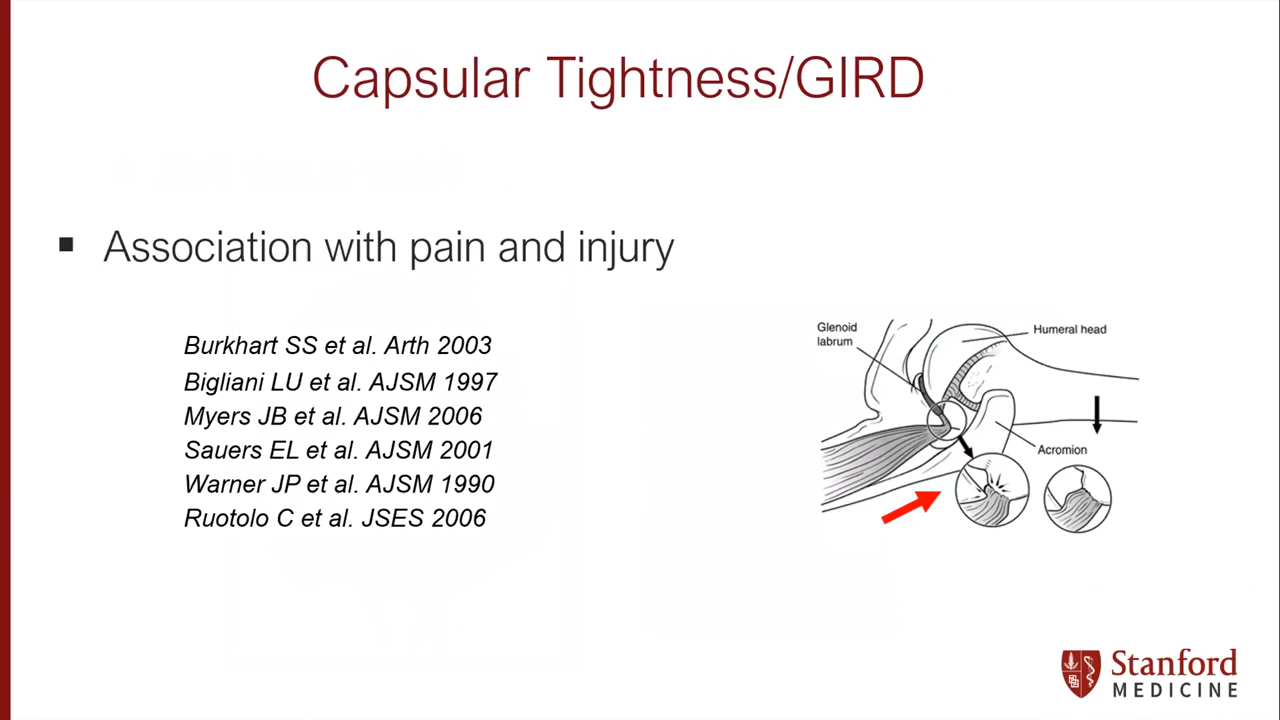 Capsular Tightness/GIRD
▪ Association with pain and injury
Burkhart SS et al. Arth 2003
Bigliani LU et al. AJSM 1997
Myers JB et al. AJSM 2006
Sauers EL et al. AJSM 2001
Warner JP et al. AJSM 1990
Ruotolo C et al. JSES 2006
Glenoid
labrum
Humeral head
Acromion
Stanford
MEDICINE